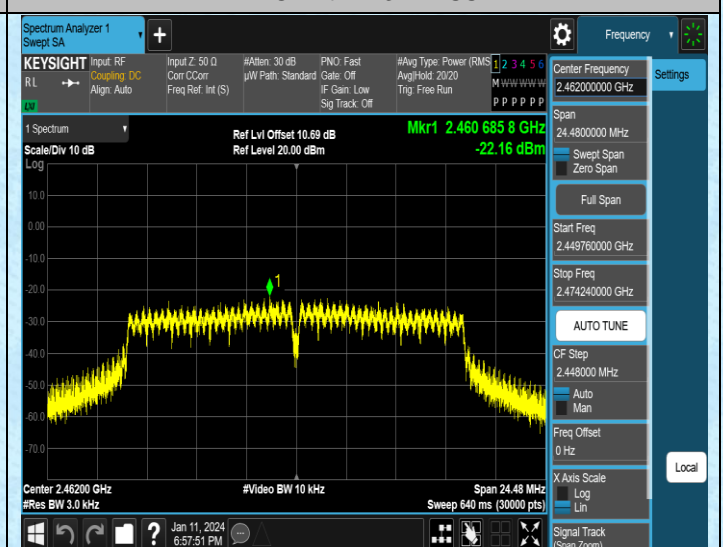 Spectrum Analyzer 1
Swept SA
+
Frequency
KEYSIGHT
RL
Input: RF
Coupling: DC
Align: Auto
Input Z: 50 Ω
Corr CCorr
Freq Ref: Int (S)
#Atten: 30 dB
µW Path: Standard
PNO: Fast
Gate: Off
IF Gain: Low
Sig Track: Off
#Avg Type: Power (RMS
Avg|Hold: 20/20
Trig: Free Run
1 2 3 4 5 6
M W W W W W
P P P P P P
1 Spectrum
Scale/Div 10 dB
Log
Ref Lvl Offset 10.69 dB
Ref Level 20.00 dBm
Mkr1 2.460 685 8 GHz
-22.16 dBm
10.0
0.00
-10.0
-20.0
-30.0
-40.0
-50.0
-60.0
-70.0
1
Center 2.46200 GHz
#Res BW 3.0 kHz
#Video BW 10 kHz
Span 24.48 MHz
Sweep 640 ms (30000 pts)
?
Jan 11, 2024
6:57:51 PM
Center Frequency
2.462000000 GHz
Settings
Span
24.4800000 MHz
Swept Span
Zero Span
Full Span
Start Freq
2.449760000 GHz
Stop Freq
2.474240000 GHz
AUTO TUNE
CF Step
2.448000 MHz
Auto
Man
Freq Offset
0 Hz
X Axis Scale
Log
Lin
Local
Signal Track
(Span Zoom)